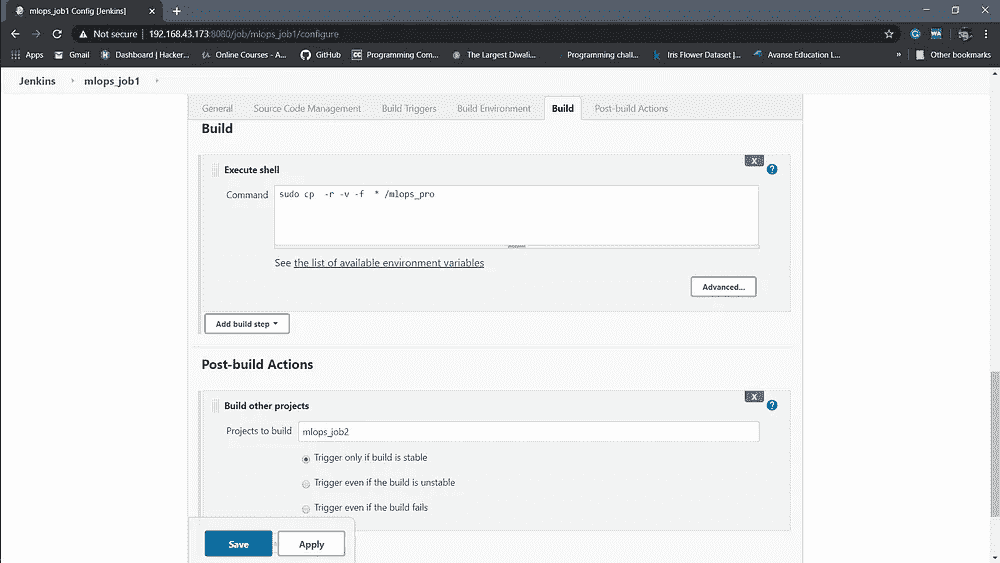 mlops_job1 Config [Jenkins]
Not secure | 192.168.43.173:8080/job/mlops_job1/configure
Apps Gmail Dashboard | Hacker... Online Courses - A... GitHub Programming Com... The Largest Diwali... Programming chall... Iris Flower Dataset |... Avanse Education L... » Other bookmarks
Jenkins mlops_job1
General Source Code Management Build Triggers Build Environment Build Post-build Actions
Build
X
Execute shell
Command sudo cp -r -v -f * /mlops_pro
See the list of available environment variables
Advanced...
Add build step
Post-build Actions
X
Build other projects
Projects to build mlops_job2
Trigger only if build is stable
Trigger even if the build is unstable
Trigger even if the build fails
Save Apply